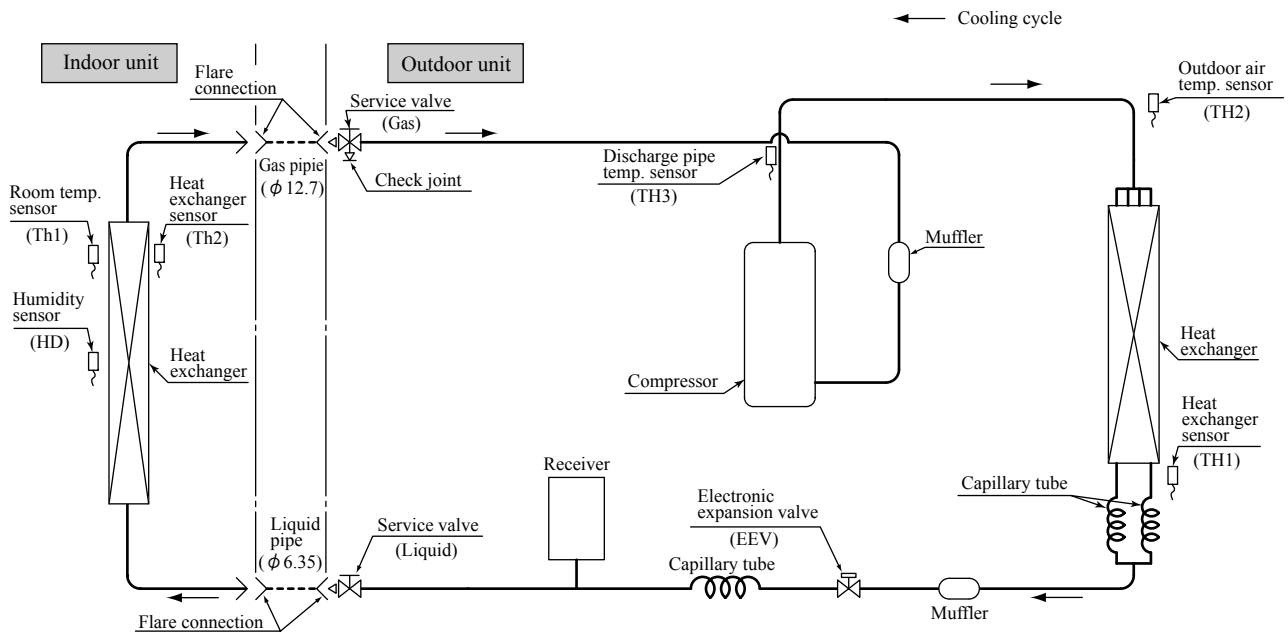 Cooling cycle
Indoor unit
Outdoor unit
Flare
connection
Service valve
(Gas)
Outdoor air
temp. sensor
(TH2)
Gas pipie
(ϕ 12.7)
Check joint
Discharge pipe
temp. sensor
(TH3)
Room temp.
sensor
(Th1)
Heat
exchanger
sensor
(Th2)
Muffler
Humidity
sensor
(HD)
Heat
exchanger
Compressor
Heat
exchanger
Heat
exchanger
sensor
(TH1)
Receiver
Capillary tube
Electronic
expansion valve
(EEV)
Liquid
pipe
(ϕ 6.35)
Service valve
(Liquid)
Capillary tube
Muffler
Flare connection